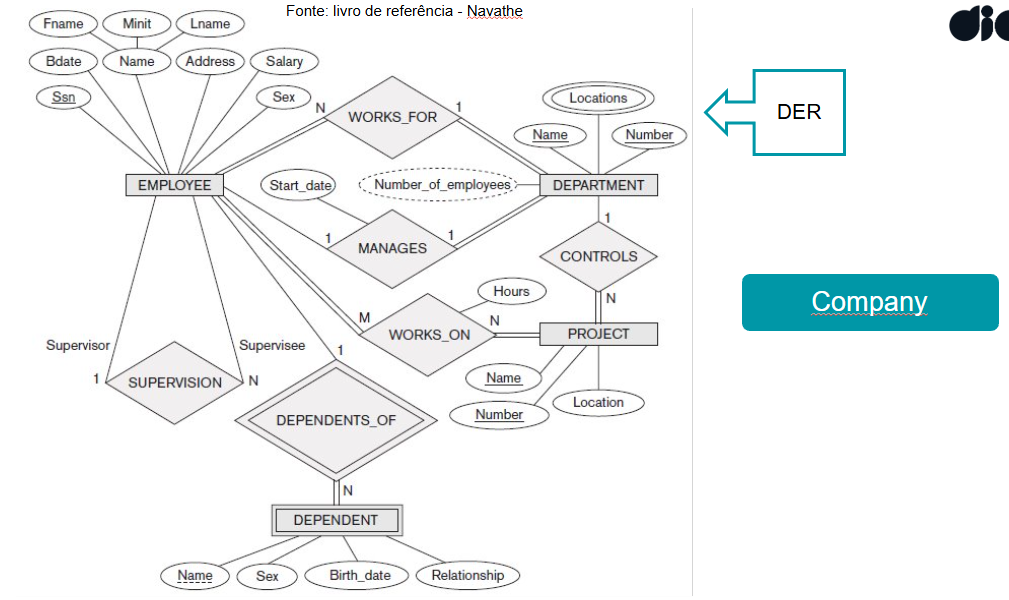 Fonte: livro de referência - Navathe
Fname
Minit
Lname
Bdate
Name
Address
Salary
Ssn
Sex
N
WORKS_FOR
1
Locations
Name
Number
DER
EMPLOYEE
Start_date
Number_of_employees
DEPARTMENT
1
MANAGES
1
1
CONTROLS
N
Company
Hours
M
WORKS_ON
N
PROJECT
Supervisor
Supervisee
1
SUPERVISION
N
1
Name
Number
Location
DEPENDENTS_OF
N
DEPENDENT
Name
Sex
Birth_date
Relationship